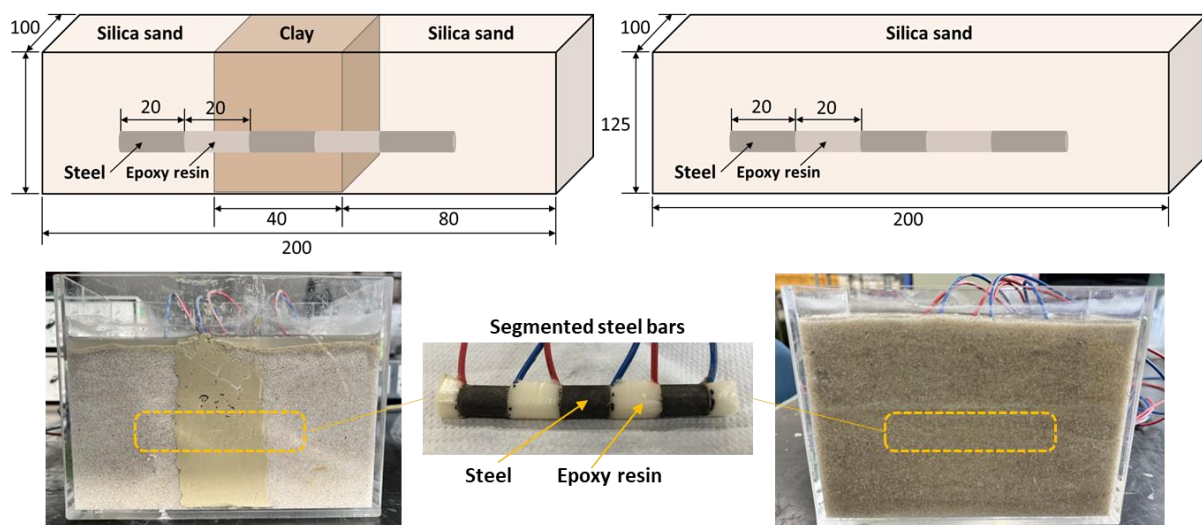 100
Silica sand
Clay
Silica sand
20
20
Steel
Epoxy resin
40
80
200
100
Silica sand
125
20
20
Steel
Epoxy resin
200
Segmented steel bars
Steel
Epoxy resin